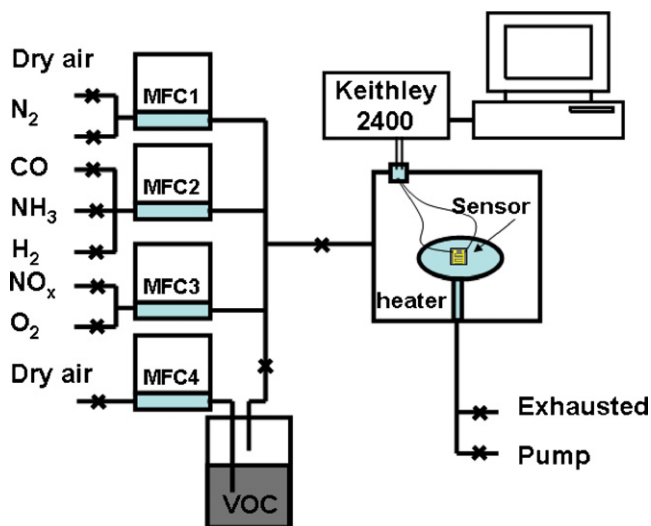 Dry air
N₂
MFC1
CO
NH₃
H₂
MFC2
NOₓ
O₂
MFC3
Dry air
MFC4
VOC
Keithley
2400
Sensor
heater
Exhausted
Pump